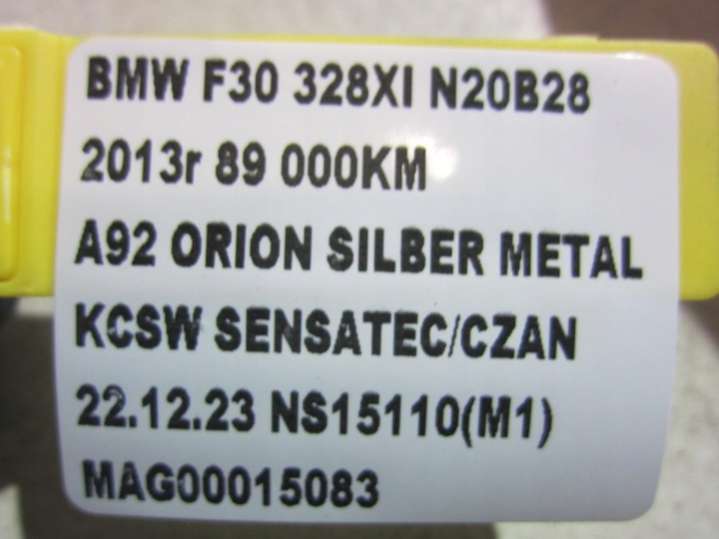 BMW F30 328XI N20B28
2013r 89 000KM
A92 ORION SILBER METAL
KCSW SENSATEC/CZAN
22.12.23 NS15110(M1)
MAG00015083